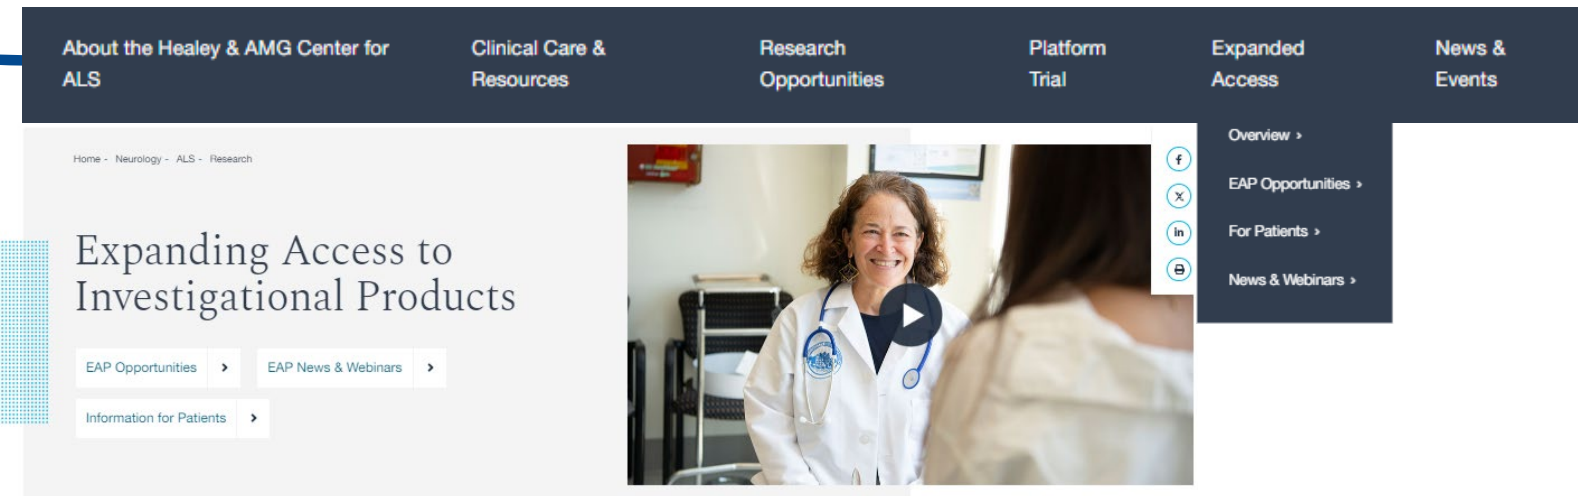 About the Healey & AMG Center for
ALS
Clinical Care &
Resources
Research
Opportunities
Platform
Trial
Expanded
Access
News &
Events
Overview ›
EAP Opportunities ›
For Patients ›
News & Webinars ›
Home - Neurology - ALS - Research
Expanding Access to
Investigational Products
EAP Opportunities
EAP News & Webinars
Information for Patients
f
X
in